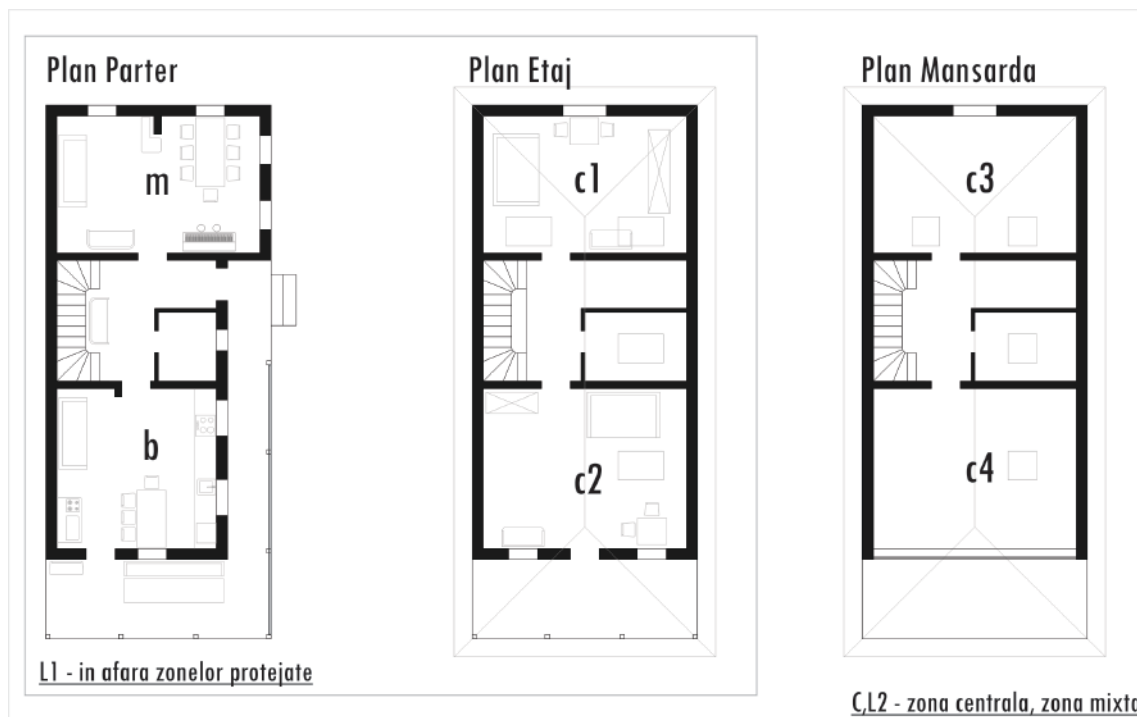 Plan Parter
Plan Etaj
Plan Mansarda
m
c1
c3
b
c2
c4
L1 - in afara zonelor protejate
C,L2 - zona centrala, zona mixta